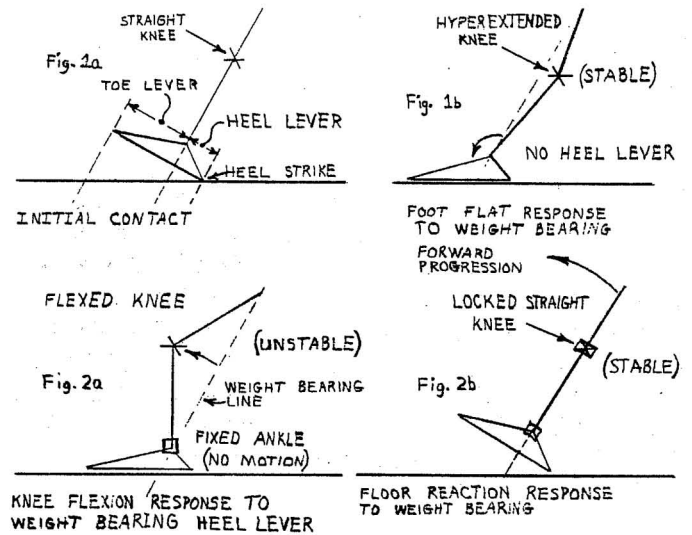 STRAIGHT
KNEE
Fig. 1a
TOE LEVER
HEEL LEVER
HEEL STRIKE
INITIAL CONTACT
HYPEREXTENDED
KNEE
(STABLE)
Fig. 1b
NO HEEL LEVER
FOOT FLAT RESPONSE
TO WEIGHT BEARING
FLEXED KNEE
(UNSTABLE)
Fig. 2a
WEIGHT BEARING
LINE
FIXED ANKLE
(NO MOTION)
KNEE FLEXION RESPONSE TO
WEIGHT BEARING HEEL LEVER
FORWARD
PROGRESSION
LOCKED STRAIGHT
KNEE
(STABLE)
Fig. 2b
FLOOR REACTION RESPONSE
TO WEIGHT BEARING